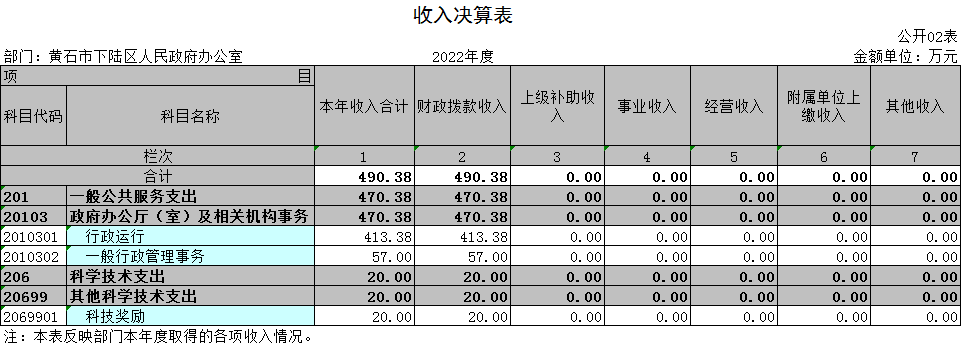 收入决算表
公开02表
部门：黄石市下陆区人民政府办公室 2022年度 金额单位：万元
项 目
科目代码 科目名称 本年收入合计 财政拨款收入 上级补助收入 事业收入 经营收入 附属单位上缴收入 其他收入
栏次 1 2 3 4 5 6 7
合计 490.38 490.38 0.00 0.00 0.00 0.00 0.00
201 一般公共服务支出 470.38 470.38 0.00 0.00 0.00 0.00 0.00
20103 政府办公厅（室）及相关机构事务 470.38 470.38 0.00 0.00 0.00 0.00 0.00
2010301 行政运行 413.38 413.38 0.00 0.00 0.00 0.00 0.00
2010302 一般行政管理事务 57.00 57.00 0.00 0.00 0.00 0.00 0.00
206 科学技术支出 20.00 20.00 0.00 0.00 0.00 0.00 0.00
20699 其他科学技术支出 20.00 20.00 0.00 0.00 0.00 0.00 0.00
2069901 科技奖励 20.00 20.00 0.00 0.00 0.00 0.00 0.00
注：本表反映部门本年度取得的各项收入情况。